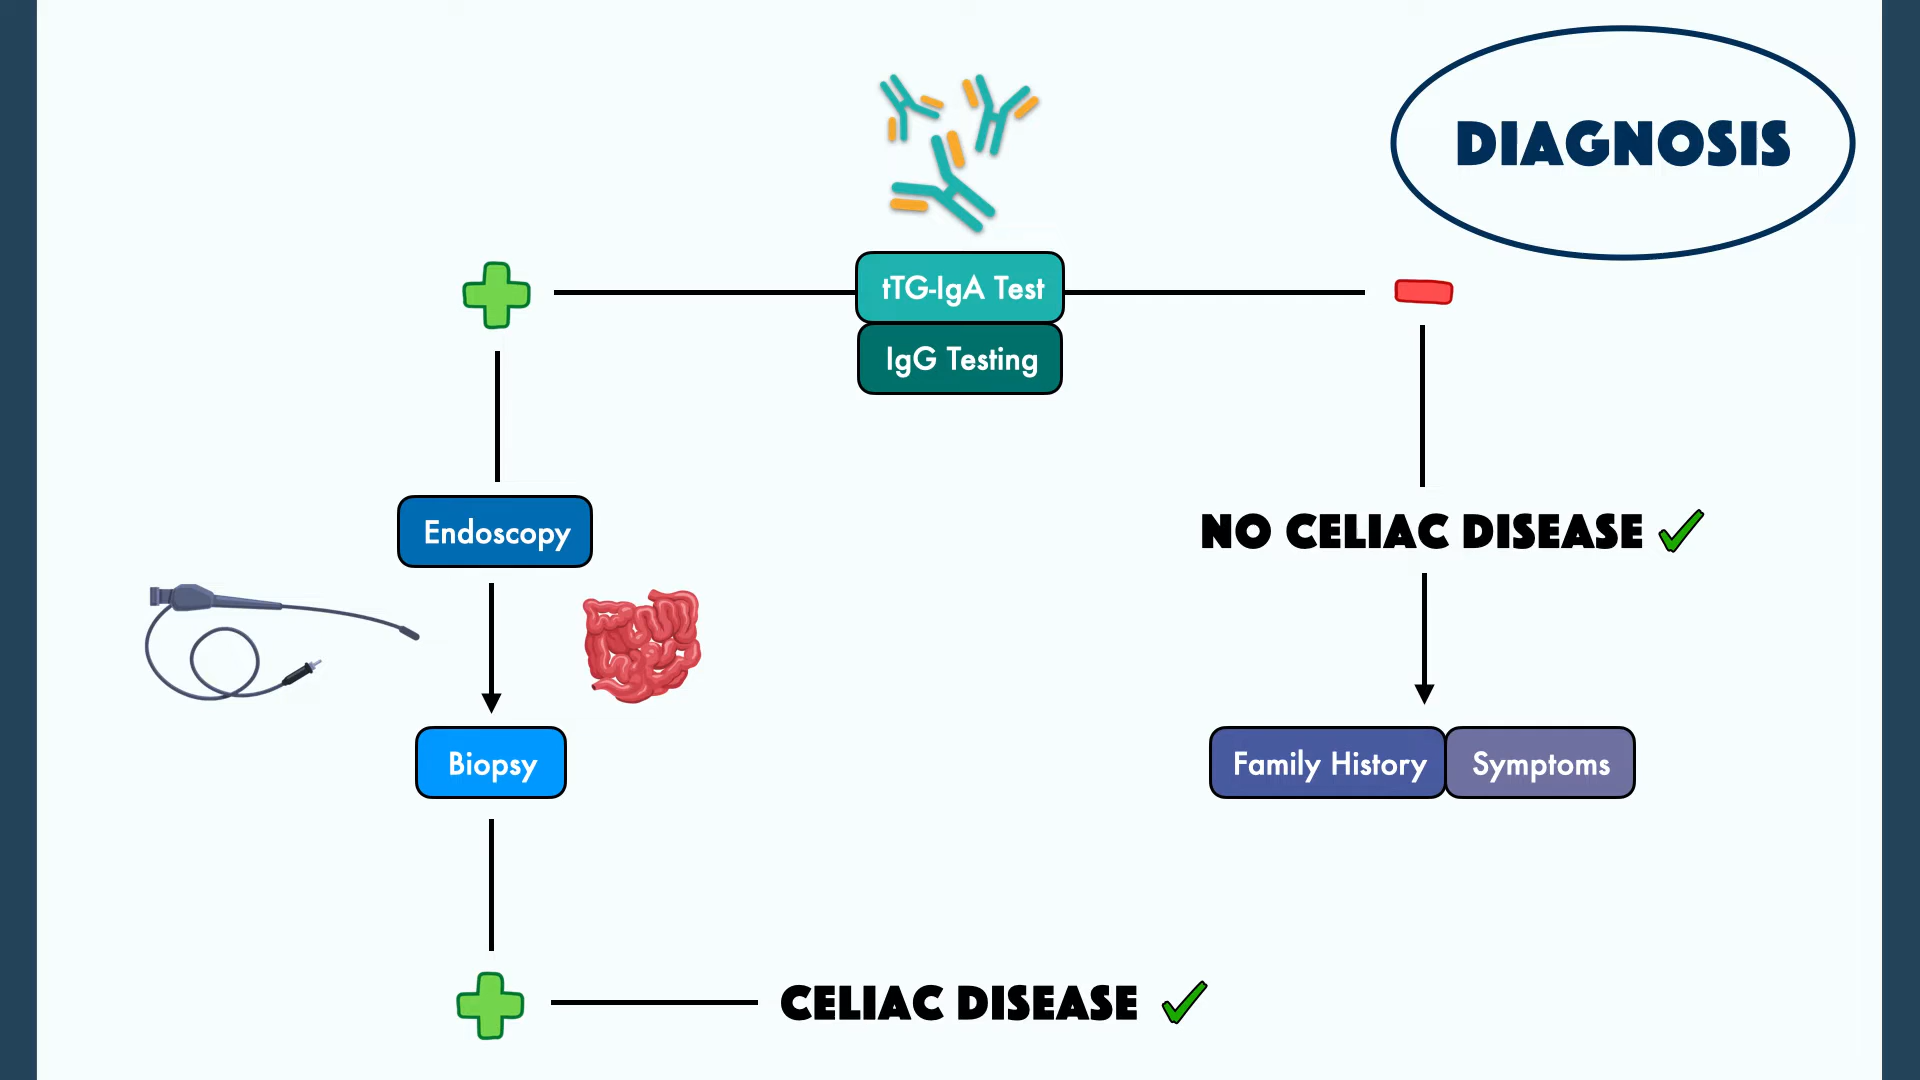 DIAGNOSIS
tTG-IgA Test
IgG Testing
Endoscopy
NO CELIAC DISEASE
Biopsy
Family History
Symptoms
CELIAC DISEASE